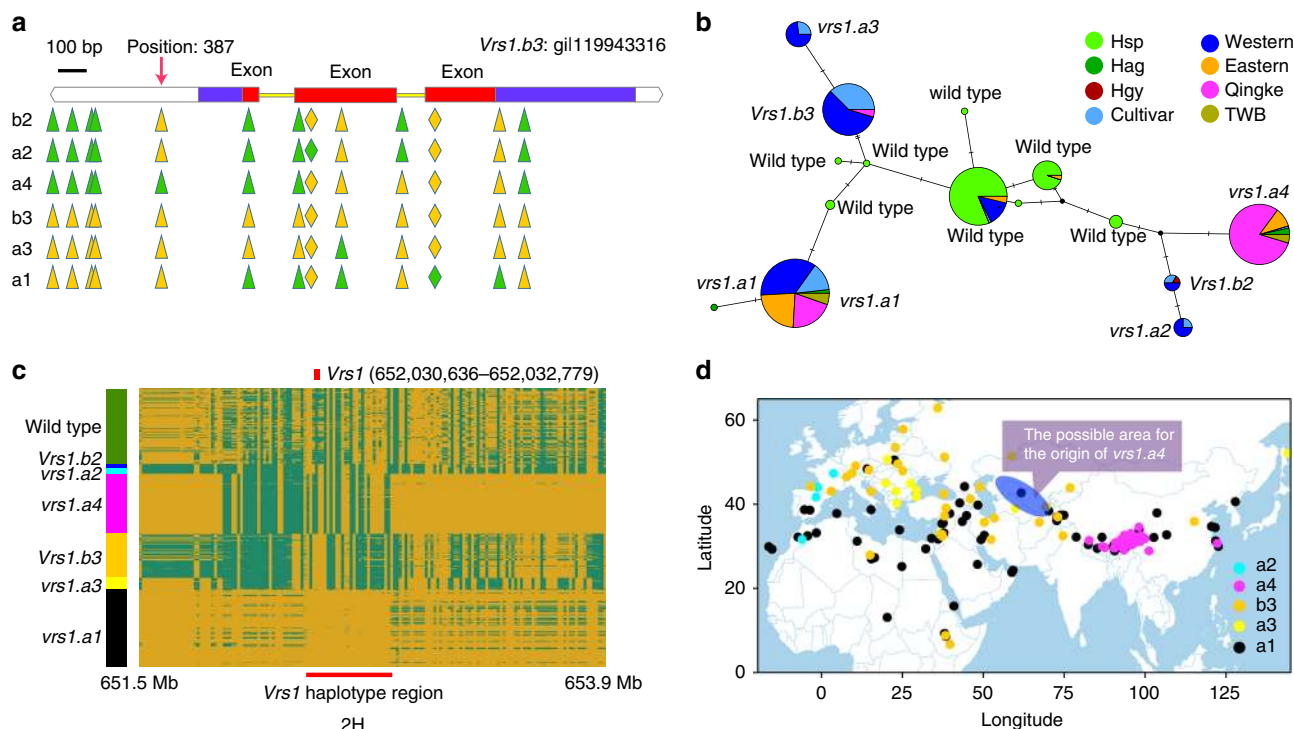 a
100 bp
Position: 387
Vrs1.b3: gil119943316
Exon
Exon
Exon
b2
a2
a4
b3
a3
a1
b
vrs1.a3
Vrs1.b3
wild type
Wild type
Wild type
Wild type
Wild type
Wild type
Wild type
vrs1.a4
vrs1.a1
vrs1.a1
Vrs1.b2
vrs1.a2
Hsp
Hag
Hgy
Cultivar
Western
Eastern
Qingke
TWB
c
Vrs1 (652,030,636–652,032,779)
Wild type
Vrs1.b2
vrs1.a2
vrs1.a4
Vrs1.b3
vrs1.a3
vrs1.a1
651.5 Mb
653.9 Mb
Vrs1 haplotype region
2H
d
The possible area for
the origin of vrs1.a4
Latitude
60
40
20
0
0
25
50
75
100
125
Longitude
a2
a4
b3
a3
a1